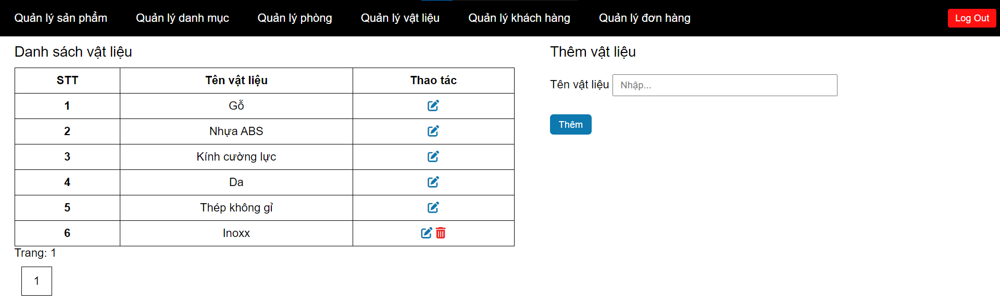 Quản lý sản phẩm Quản lý danh mục Quản lý phòng Quản lý vật liệu Quản lý khách hàng Quản lý đơn hàng Log Out
Danh sách vật liệu
STT Tên vật liệu Thao tác
1 Gỗ
2 Nhựa ABS
3 Kính cường lực
4 Da
5 Thép không gỉ
6 Inoxx
Trang: 1
1
Thêm vật liệu
Tên vật liệu Nhập...
Thêm